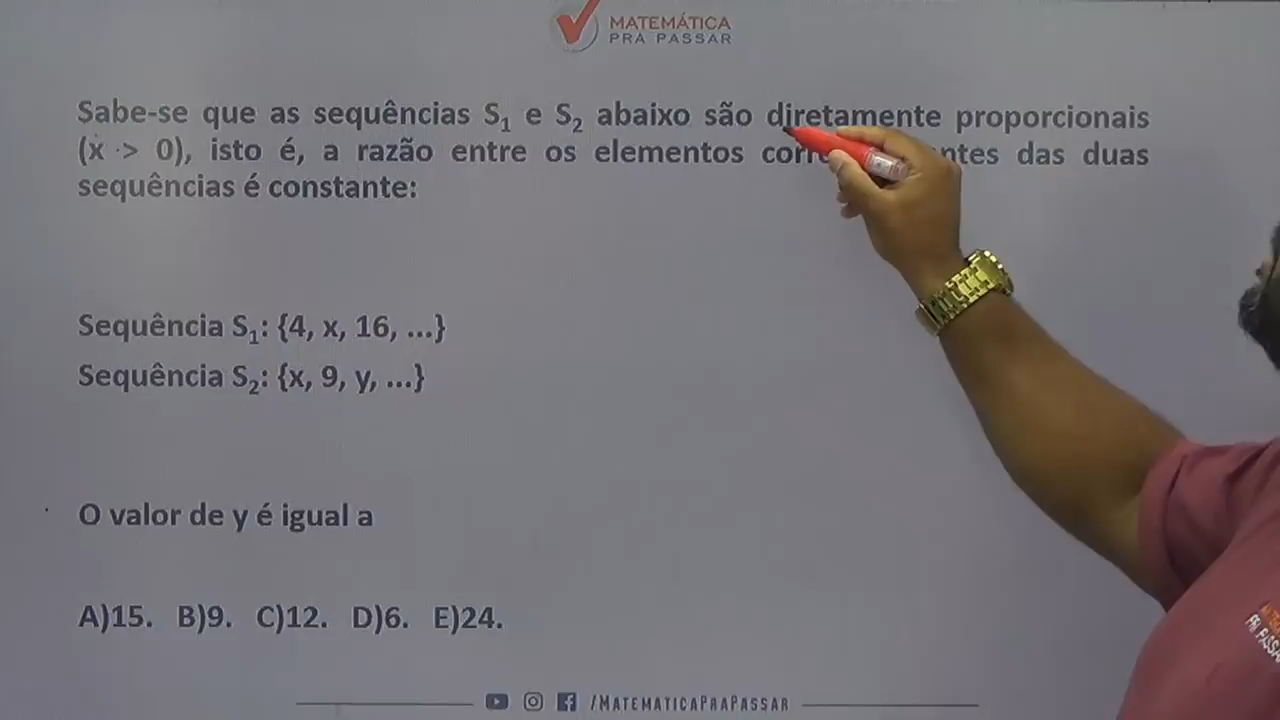 MATEMÁTICA
PRA PASSAR
Sabe-se que as sequências S₁ e S₂ abaixo são diretamente proporcionais
(x > 0), isto é, a razão entre os elementos das duas
sequências é constante:
Sequência S₁: {4, x, 16, ...}
Sequência S₂: {x, 9, y, ...}
O valor de y é igual a
A)15. B)9. C)12. D)6. E)24.
/MATEMATICAPRAPASSAR